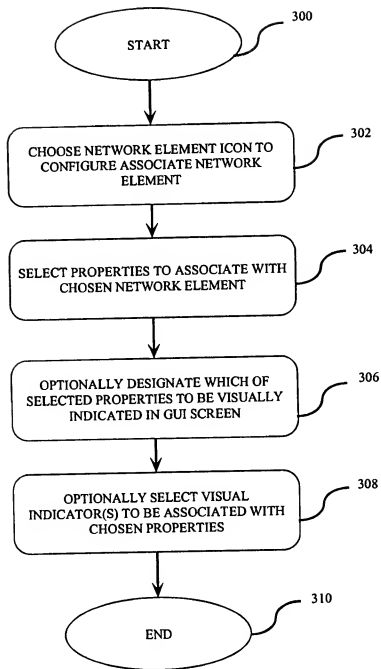 START
300
CHOOSE NETWORK ELEMENT ICON TO
CONFIGURE ASSOCIATE NETWORK
ELEMENT
302
SELECT PROPERTIES TO ASSOCIATE WITH
CHOSEN NETWORK ELEMENT
304
OPTIONALLY DESIGNATE WHICH OF
SELECTED PROPERTIES TO BE VISUALLY
INDICATED IN GUI SCREEN
306
OPTIONALLY SELECT VISUAL
INDICATOR(S) TO BE ASSOCIATED WITH
CHOSEN PROPERTIES
308
END
310